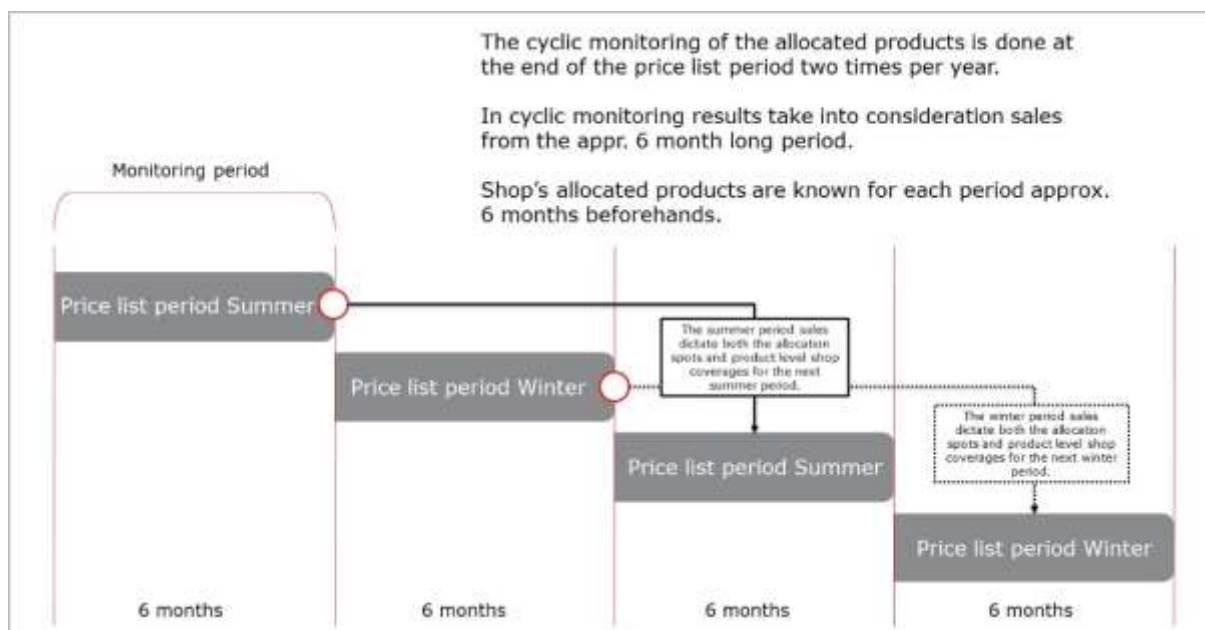 The cyclic monitoring of the allocated products is done at
the end of the price list period two times per year.
In cyclic monitoring results take into consideration sales
from the appr. 6 month long period.
Shop's allocated products are known for each period approx.
6 months beforehands.
Monitoring period
Price list period Summer
The summer period sales
dictate both the allocation
spots and product level shop
coverages for the next
summer period.
Price list period Winter
The winter period sales
dictate both the allocation
spots and product level shop
coverages for the next winter
period.
Price list period Summer
Price list period Winter
6 months
6 months
6 months
6 months